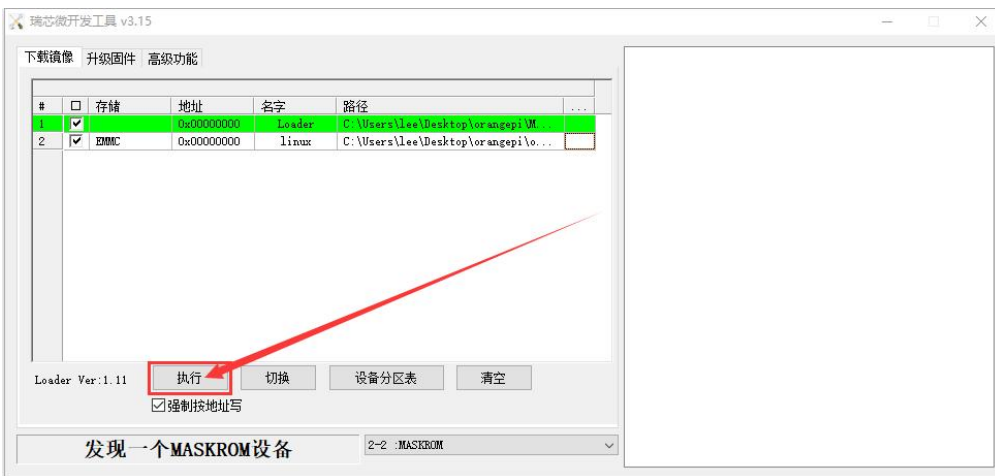 瑞芯微开发工具 v3.15
下载镜像 升级固件 高级功能
# 存储 地址 名字 路径 ...
1 0x00000000 Loader C:\Users\lee\Desktop\orangepi\M...
2 EMMC 0x00000000 linux C:\Users\lee\Desktop\orangepi\o...
Loader Ver:1.11 执行 切换 设备分区表 清空
强制按地址写
发现一个MASKROM设备 2-2 :MASKROM